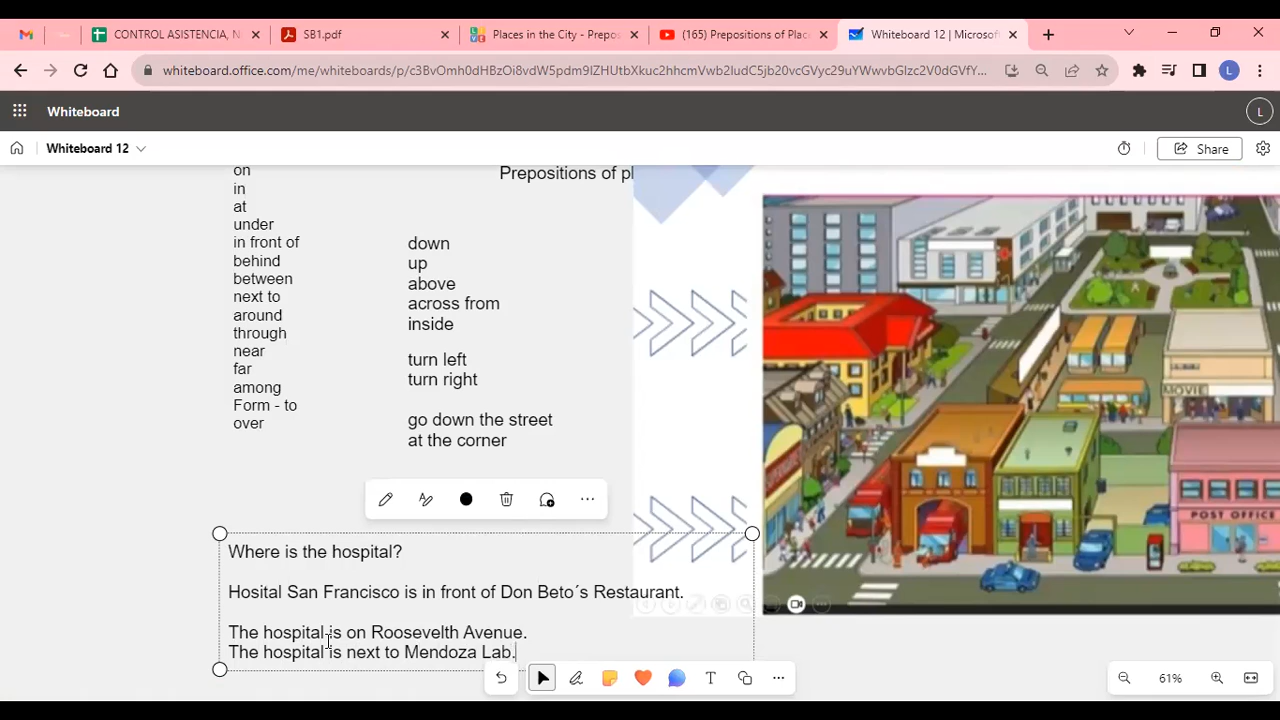 CONTROL ASISTENCIA, N
SB1.pdf
Places in the City - Prepos
(165) Prepositions of Plac
Whiteboard 12 | Microsof
whiteboard.office.com/me/whiteboards/p/
L
Whiteboard
L
Whiteboard 12
Share
on
in
at
under
in front of
behind
between
next to
around
through
near
far
among
Form - to
over
Prepositions of pl
down
up
above
across from
inside
turn left
turn right
go down the street
at the corner
MOVIE
POST OFFICE
Where is the hospital?
Hosital San Francisco is in front of Don Beto´s Restaurant.
The hospital is on Roosevelth Avenue.
The hospital is next to Mendoza Lab.
61%